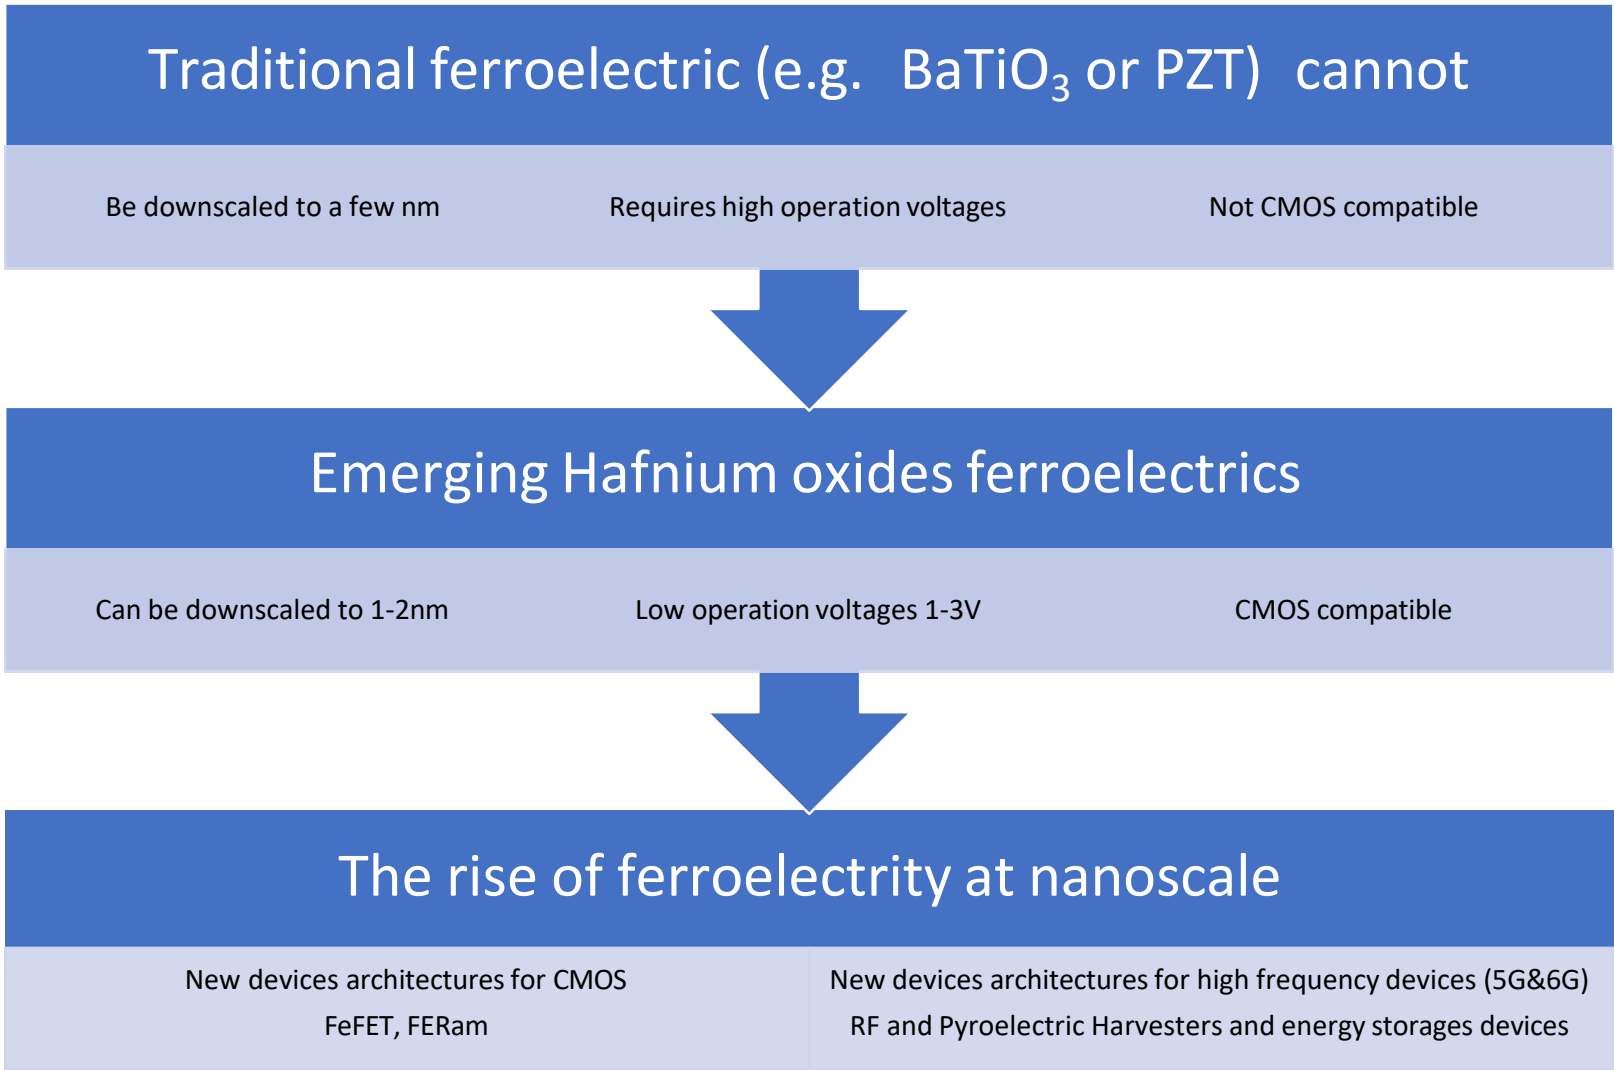 Traditional ferroelectric (e.g. BaTiO₃ or PZT) cannot
Be downscaled to a few nm
Requires high operation voltages
Not CMOS compatible
Emerging Hafnium oxides ferroelectrics
Can be downscaled to 1-2nm
Low operation voltages 1-3V
CMOS compatible
The rise of ferroelectrity at nanoscale
New devices architectures for CMOS
FeFET, FERam
New devices architectures for high frequency devices (5G&6G)
RF and Pyroelectric Harvesters and energy storages devices